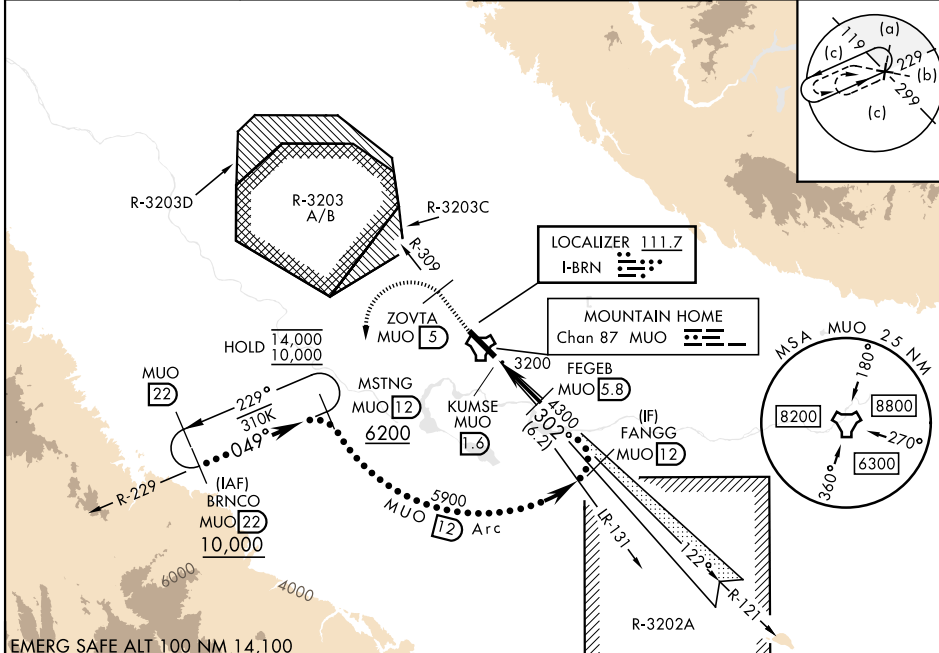 (a)
119
(c)
229
(b)
299
(c)
R-3203D
R-3203
A/B
R-3203C
R-309
LOCALIZER 111.7
I-BRN
MOUNTAIN HOME
Chan 87 MUO
ZOVTA
MUO 5
HOLD 14,000
10,000
MUO
22
229°
310K
049°
MSTNG
MUO 12
6200
3200
KUMSE
MUO
1.6
FEGEB
MUO 5.8
4300
302°
(6.2)
(IF)
FANGG
MUO 12
MSA MUO 25 NM
180°
8200
8800
270°
6300
360°
R-229
(IAF)
BRNCO
MUO 22
10,000
5900
MUO 12 Arc
LR-131
122°
R-121
R-3202A
6000
4000
EMERG SAFE ALT 100 NM 14,100